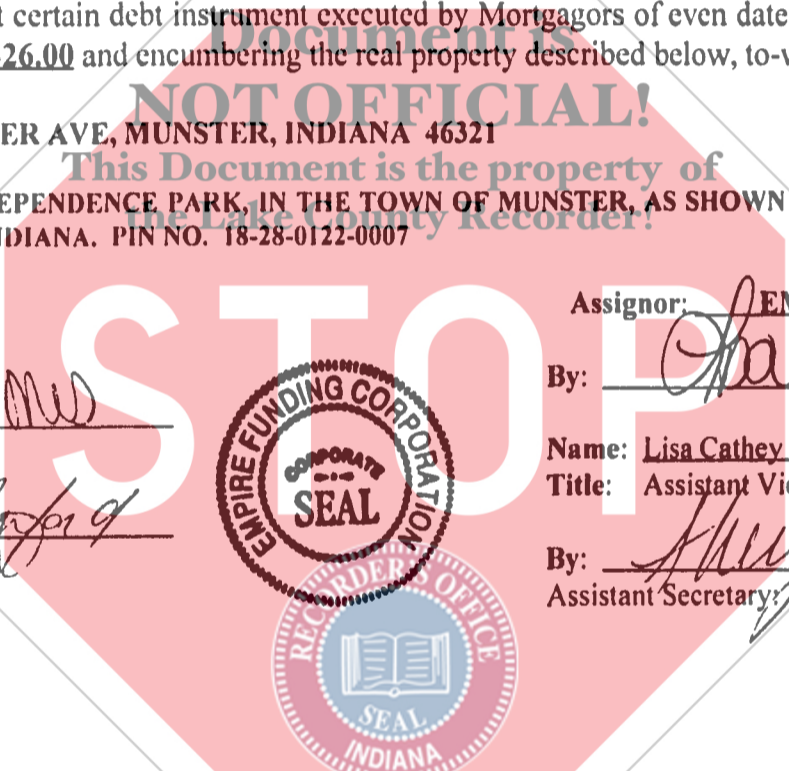 t certain debt instrument executed by Mortgagors of even date
Document is
26.00 and encumbering the real property described below, to-w
NOT OFFICIAL!
ER AVE, MUNSTER, INDIANA 46321
This Document is the property of
EPENDENCE PARK, IN THE TOWN OF MUNSTER, AS SHOWN
the Lake County Recorder!
NDIANA. PIN NO. 18-28-0122-0007
STOP
Assignor: EM
By:
Name: Lisa Cathey
Title: Assistant Vi
By:
Assistant Secretary:
EMPIRE FUNDING CORPORATION
CORPORATE
SEAL
RECORDER'S OFFICE
SEAL
INDIANA